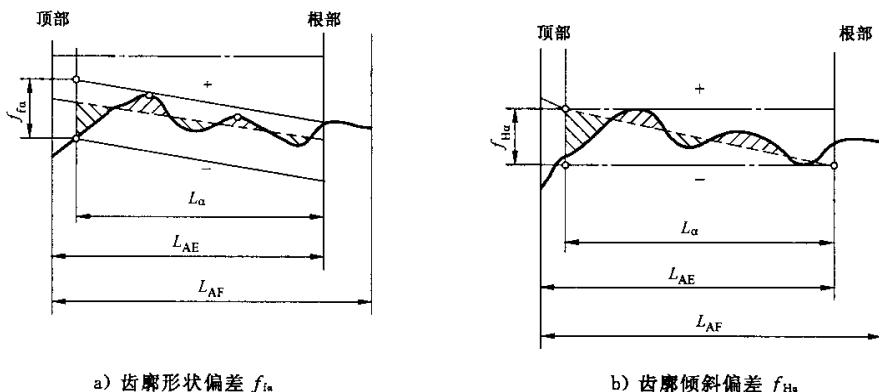 顶部
根部
+
f_fα
−
L_α
L_AE
L_AF
a) 齿廓形状偏差 f_fα
顶部
根部
+
f_Hα
−
L_α
L_AE
L_AF
b) 齿廓倾斜偏差 f_Hα